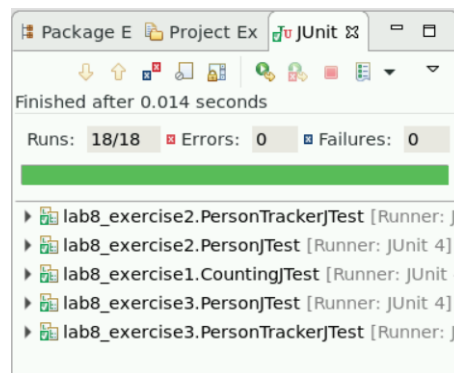 Package E Project Ex JUnit
Finished after 0.014 seconds
Runs: 18/18 Errors: 0 Failures: 0
lab8_exercise2.PersonTrackerJTest [Runner: J
lab8_exercise2.PersonJTest [Runner: JUnit 4]
lab8_exercise1.CountingJTest [Runner: JUnit
lab8_exercise3.PersonJTest [Runner: JUnit 4]
lab8_exercise3.PersonTrackerJTest [Runner: J